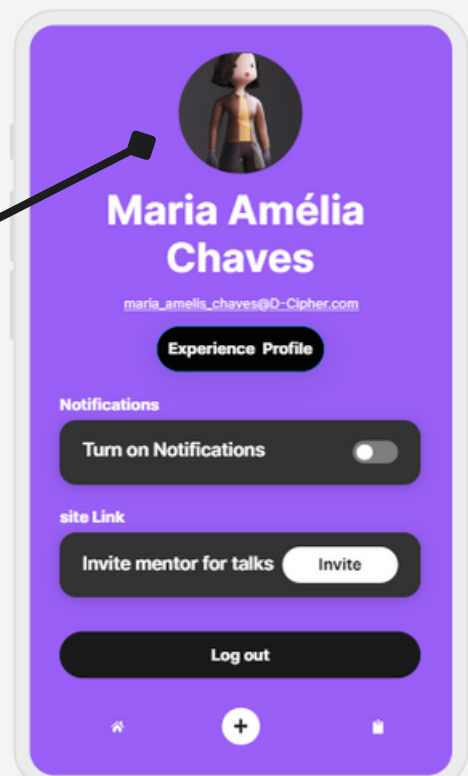 Maria Amélia
Chaves
maria_amelis_chaves@D-Cipher.com
Experience Profile
Notifications
Turn on Notifications
site Link
Invite mentor for talks
Invite
Log out